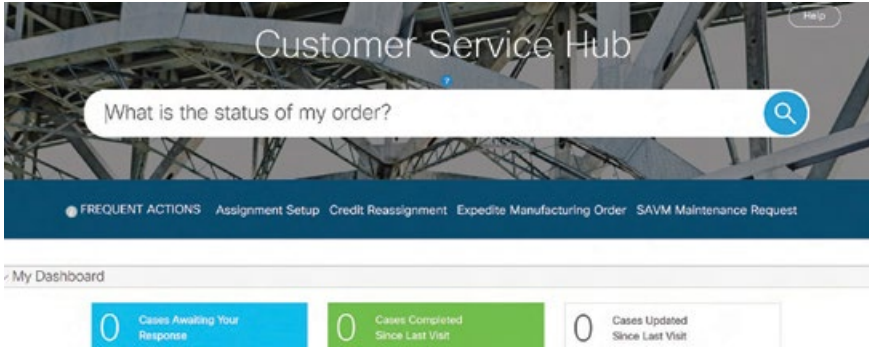 Help
Customer Service Hub
?
What is the status of my order?
FREQUENT ACTIONS Assignment Setup Credit Reassignment Expedite Manufacturing Order SAVM Maintenance Request
My Dashboard
0 Cases Awaiting Your
Response
0 Cases Completed
Since Last Visit
0 Cases Updated
Since Last Visit